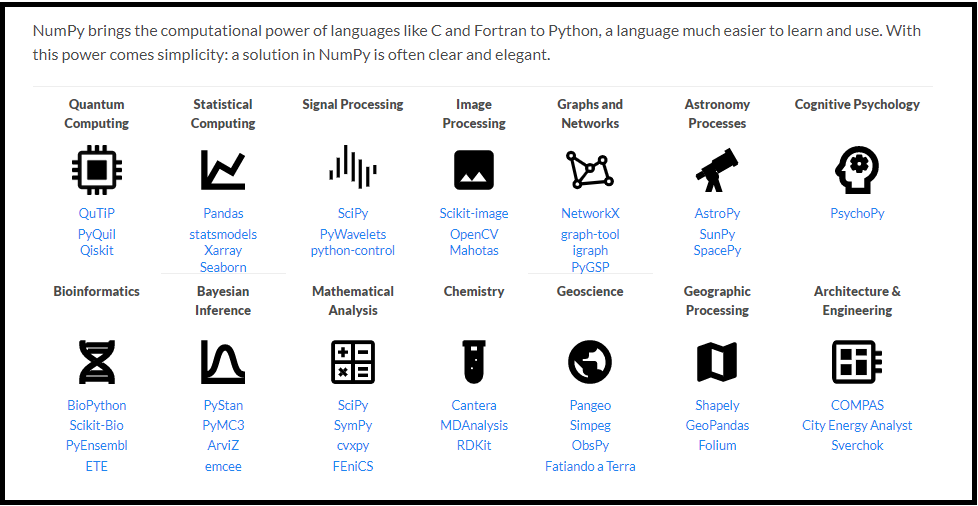 NumPy brings the computational power of languages like C and Fortran to Python, a language much easier to learn and use. With
this power comes simplicity: a solution in NumPy is often clear and elegant.
Quantum
Computing
Statistical
Computing
Signal Processing
Image
Processing
Graphs and
Networks
Astronomy
Processes
Cognitive Psychology
QuTiP
PyQuil
Qiskit
Pandas
statsmodels
Xarray
Seaborn
SciPy
PyWavelets
python-control
Scikit-image
OpenCV
Mahotas
NetworkX
graph-tool
igraph
PyGSP
AstroPy
SunPy
SpacePy
PsychoPy
Bioinformatics
Bayesian
Inference
Mathematical
Analysis
Chemistry
Geoscience
Geographic
Processing
Architecture &
Engineering
BioPython
Scikit-Bio
PyEnsembl
ETE
PyStan
PyMC3
ArviZ
emcee
SciPy
SymPy
cvxpy
FEniCS
Cantera
MDAnalysis
RDKit
Pangeo
Simpeg
ObsPy
Fatiando a Terra
Shapely
GeoPandas
Folium
COMPAS
City Energy Analyst
Sverchok